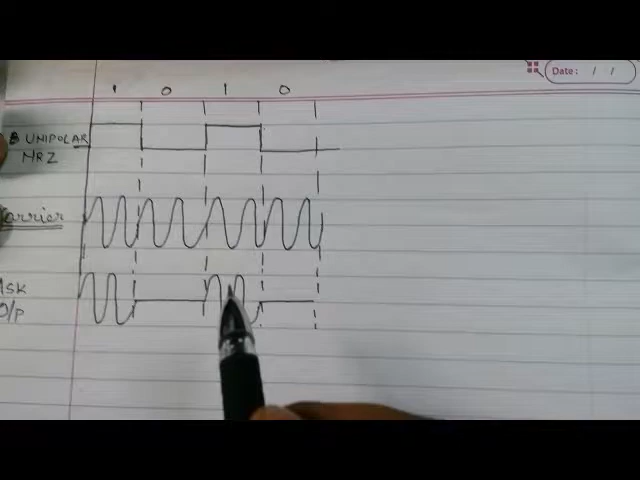 Date: / /
1 0 1 0
UNIPOLAR
NRZ
Carrier
ASK
O/P